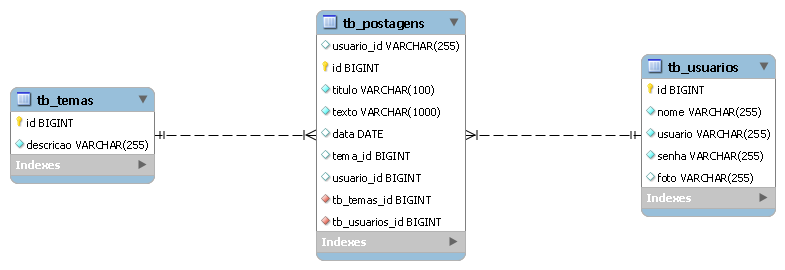 tb_temas
id BIGINT
descricao VARCHAR(255)
Indexes
tb_postagens
usuario_id VARCHAR(255)
id BIGINT
titulo VARCHAR(100)
texto VARCHAR(1000)
data DATE
tema_id BIGINT
usuario_id BIGINT
tb_temas_id BIGINT
tb_usuarios_id BIGINT
Indexes
tb_usuarios
id BIGINT
nome VARCHAR(255)
usuario VARCHAR(255)
senha VARCHAR(255)
foto VARCHAR(255)
Indexes